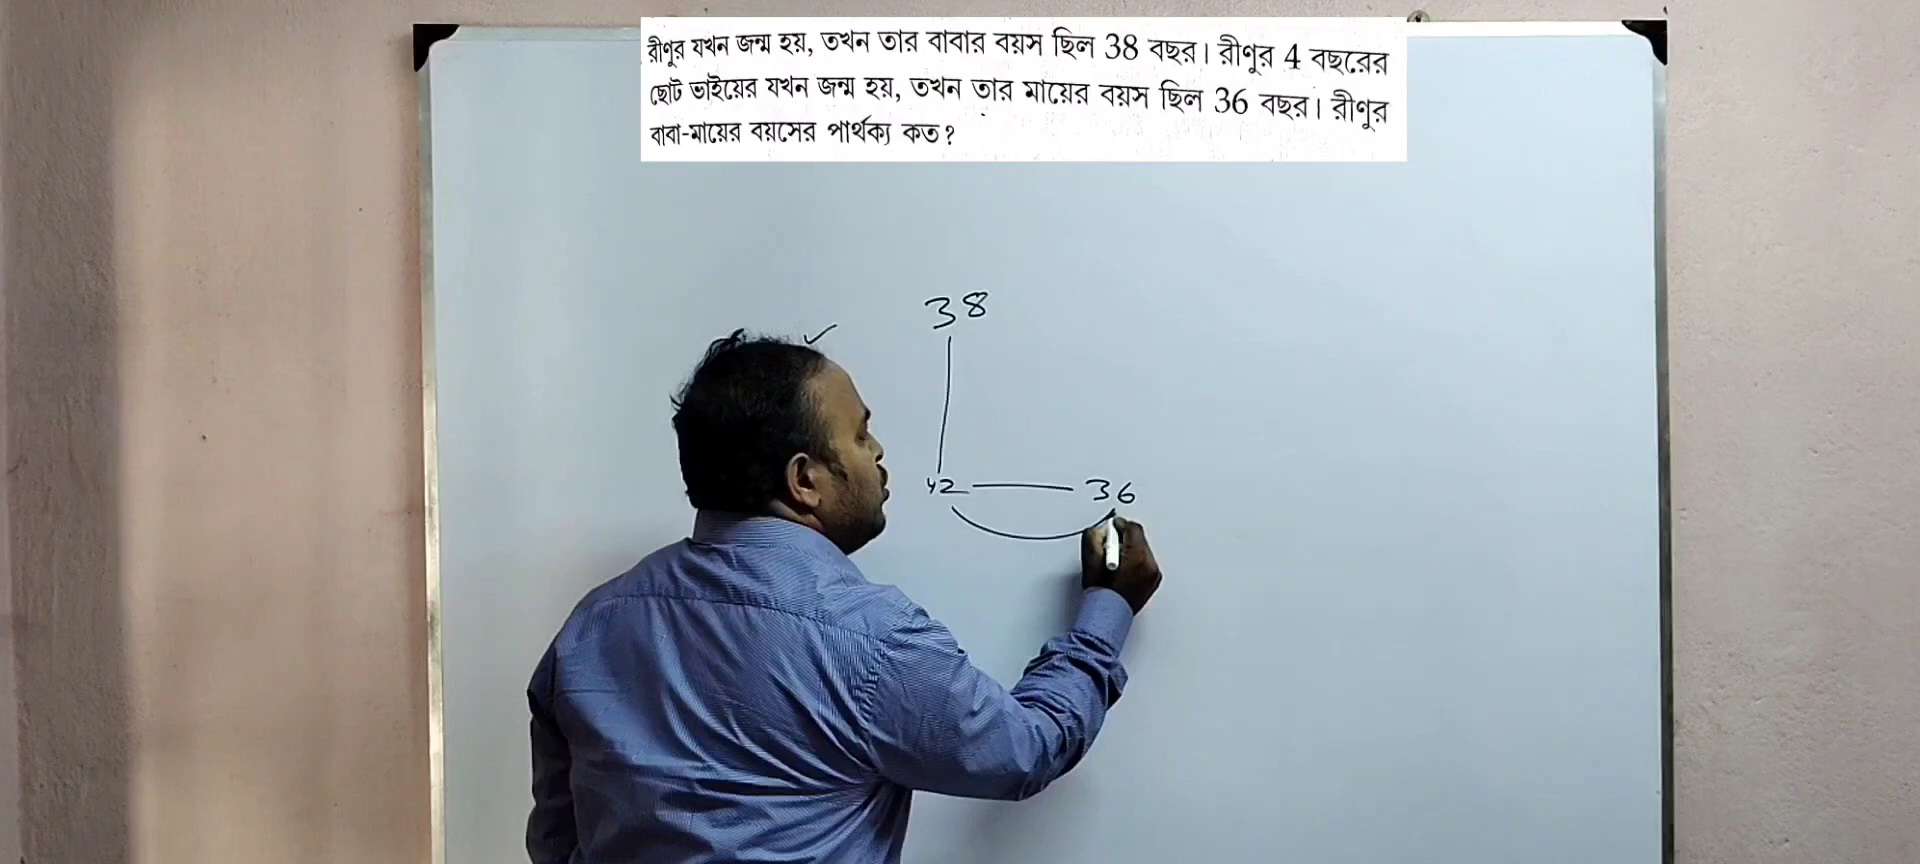 রীণুর যখন জন্ম হয়, তখন তার বাবার বয়স ছিল 38 বছর। রীণুর 4 বছরের
ছোট ভাইয়ের যখন জন্ম হয়, তখন তার মায়ের বয়স ছিল 36 বছর। রীণুর
বাবা-মায়ের বয়সের পার্থক্য কত?
38
42 — 36